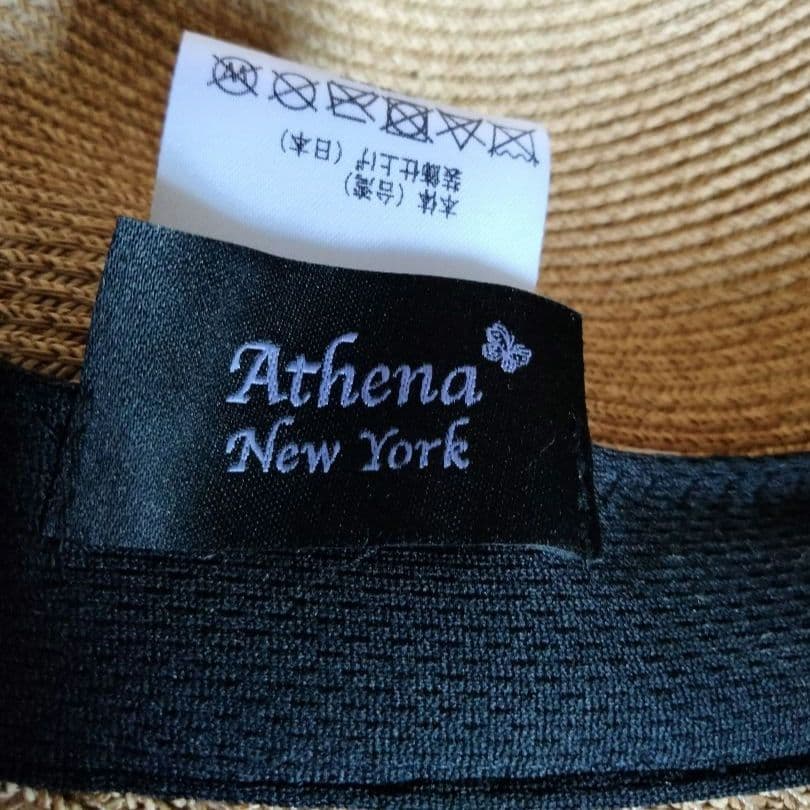 Athena
New York
本体(台湾)
装飾仕上げ(日本)
W